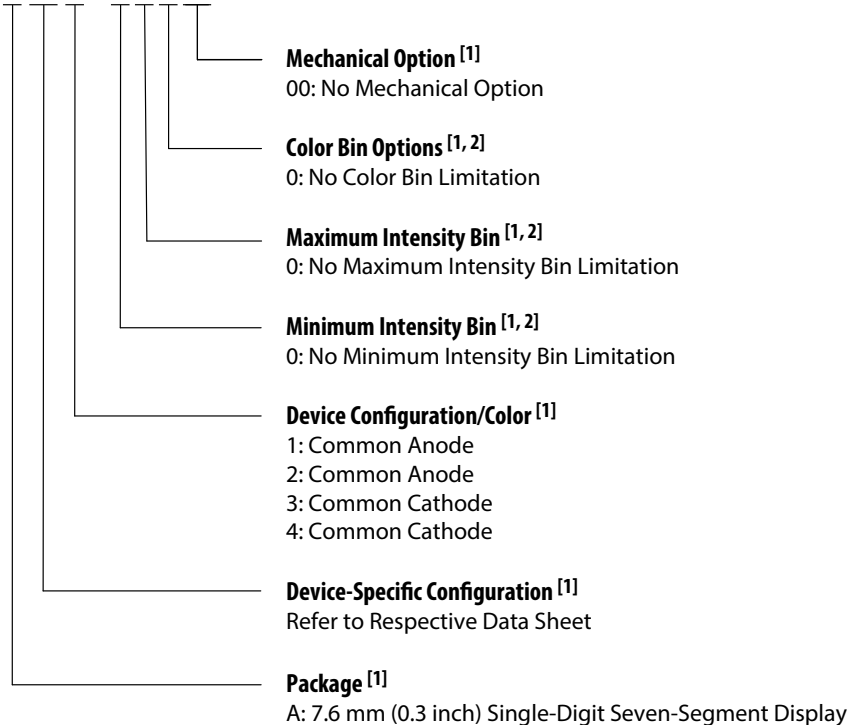 Mechanical Option [1]
00: No Mechanical Option
Color Bin Options [1, 2]
0: No Color Bin Limitation
Maximum Intensity Bin [1, 2]
0: No Maximum Intensity Bin Limitation
Minimum Intensity Bin [1, 2]
0: No Minimum Intensity Bin Limitation
Device Configuration/Color [1]
1: Common Anode
2: Common Anode
3: Common Cathode
4: Common Cathode
Device-Specific Configuration [1]
Refer to Respective Data Sheet
Package [1]
A: 7.6 mm (0.3 inch) Single-Digit Seven-Segment Display